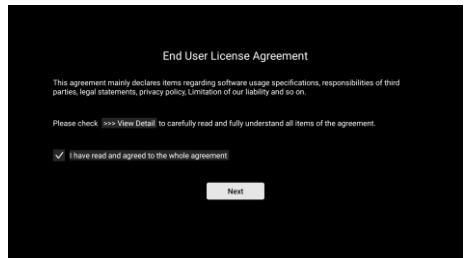 End User License Agreement
This agreement mainly declares items regarding software usage specifications, responsibilities of third
parties, legal statements, privacy policy, Limitation of our liability and so on.
Please check >>> View Detail to carefully read and fully understand all items of the agreement.
I have read and agreed to the whole agreement
Next